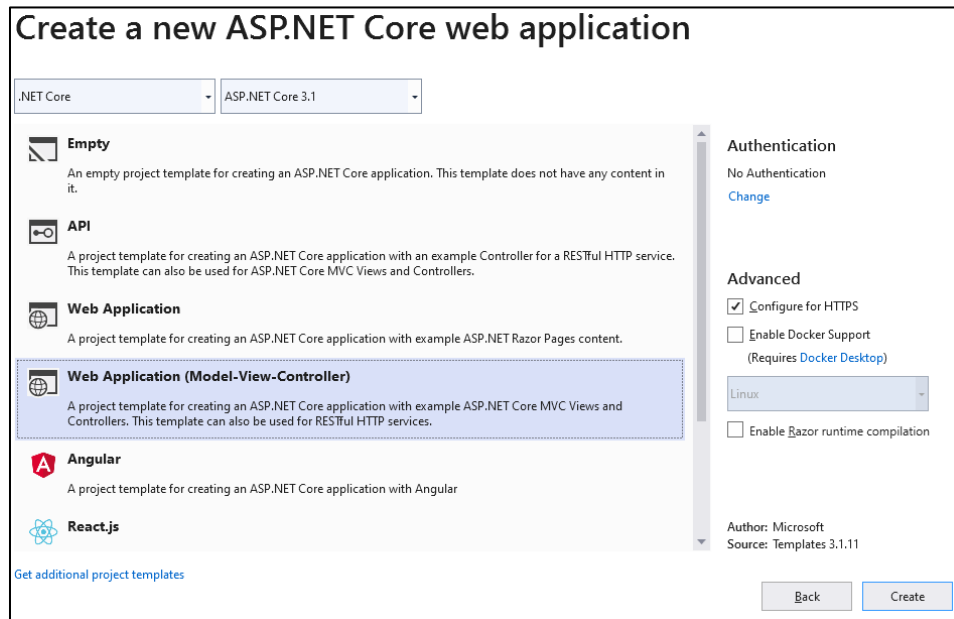 Create a new ASP.NET Core web application
.NET Core
ASP.NET Core 3.1
Empty
An empty project template for creating an ASP.NET Core application. This template does not have any content in
it.
API
A project template for creating an ASP.NET Core application with an example Controller for a RESTful HTTP service.
This template can also be used for ASP.NET Core MVC Views and Controllers.
Web Application
A project template for creating an ASP.NET Core application with example ASP.NET Razor Pages content.
Web Application (Model-View-Controller)
A project template for creating an ASP.NET Core application with example ASP.NET Core MVC Views and
Controllers. This template can also be used for RESTful HTTP services.
Angular
A project template for creating an ASP.NET Core application with Angular
React.js
Get additional project templates
Authentication
No Authentication
Change
Advanced
Configure for HTTPS
Enable Docker Support
(Requires Docker Desktop)
Linux
Enable Razor runtime compilation
Author: Microsoft
Source: Templates 3.1.11
Back
Create